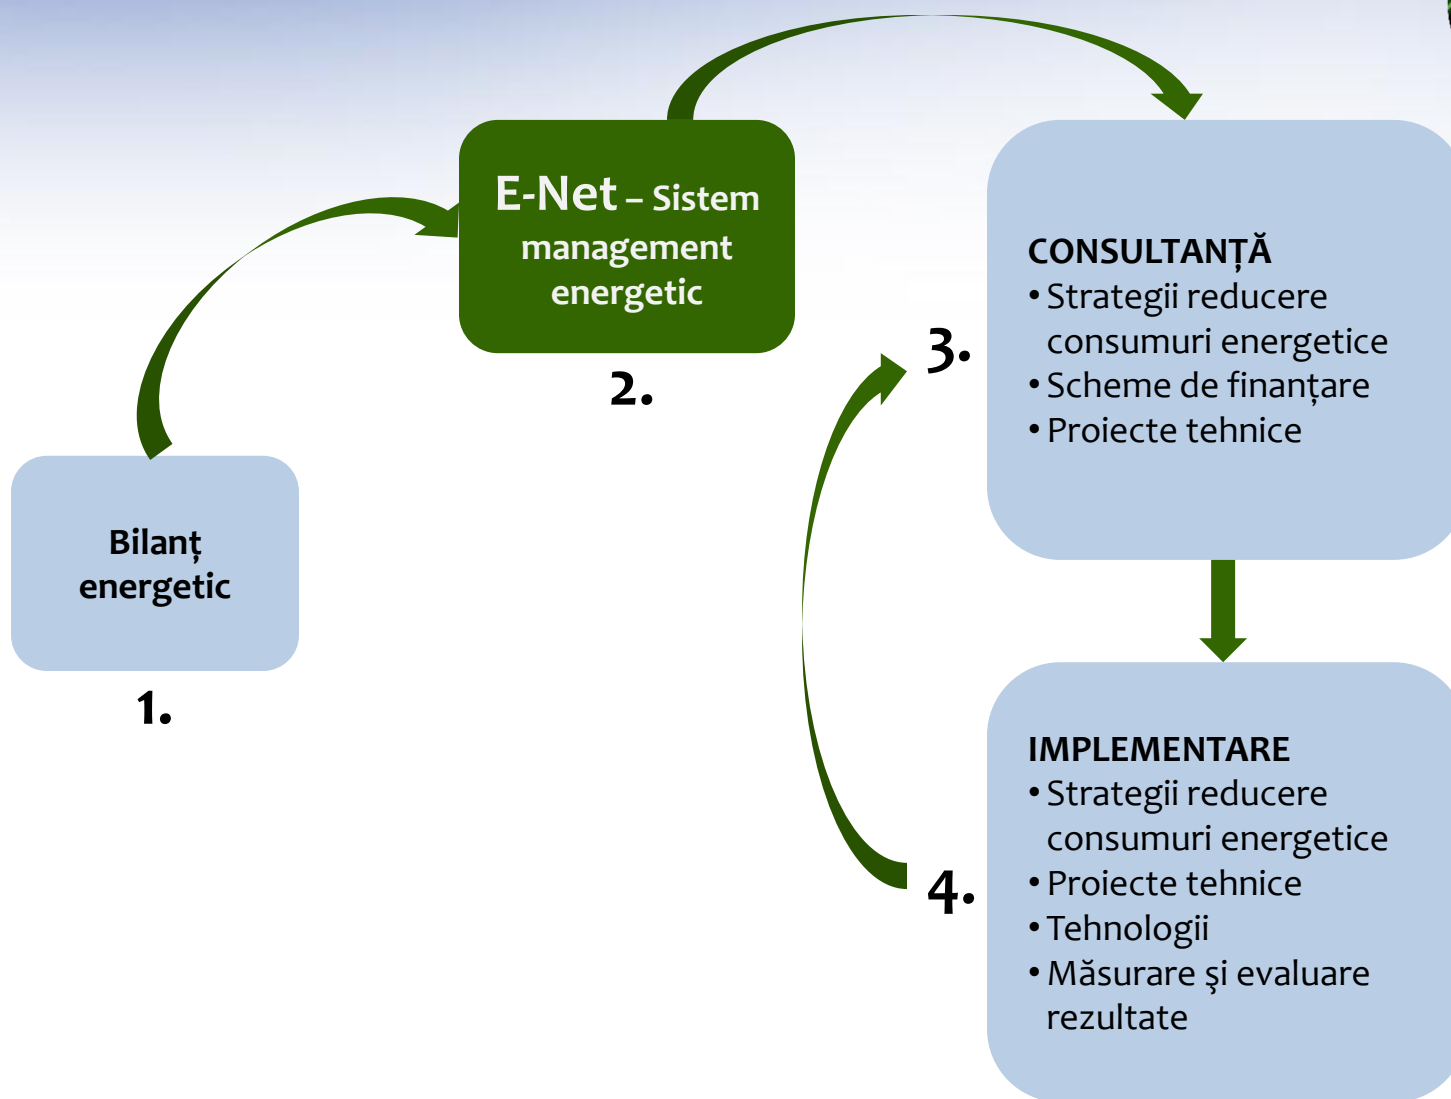 E-Net – Sistem
management
energetic
2.
Bilanț
energetic
1.
3.
CONSULTANȚĂ
• Strategii reducere
consumuri energetice
• Scheme de finanțare
• Proiecte tehnice
4.
IMPLEMENTARE
• Strategii reducere
consumuri energetice
• Proiecte tehnice
• Tehnologii
• Măsurare şi evaluare
rezultate